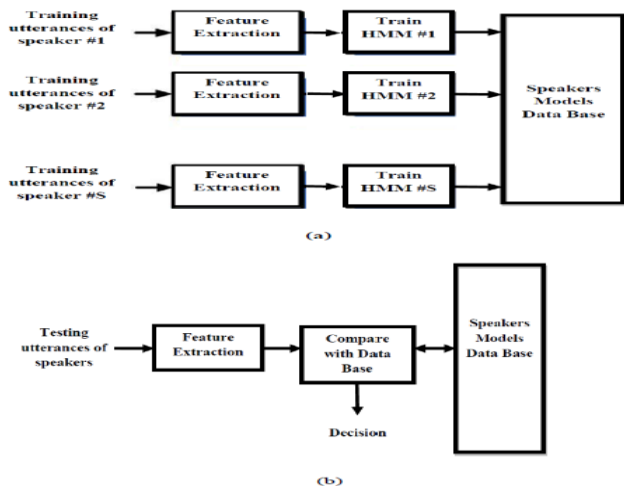 Training
utterances of
speaker #1
Feature
Extraction
Train
HMM #1
Training
utterances of
speaker #2
Feature
Extraction
Train
HMM #2
Speakers
Models
Data Base
Training
utterances of
speaker #S
Feature
Extraction
Train
HMM #S
(a)
Testing
utterances of
speakers
Feature
Extraction
Compare
with Data
Base
Speakers
Models
Data Base
Decision
(b)